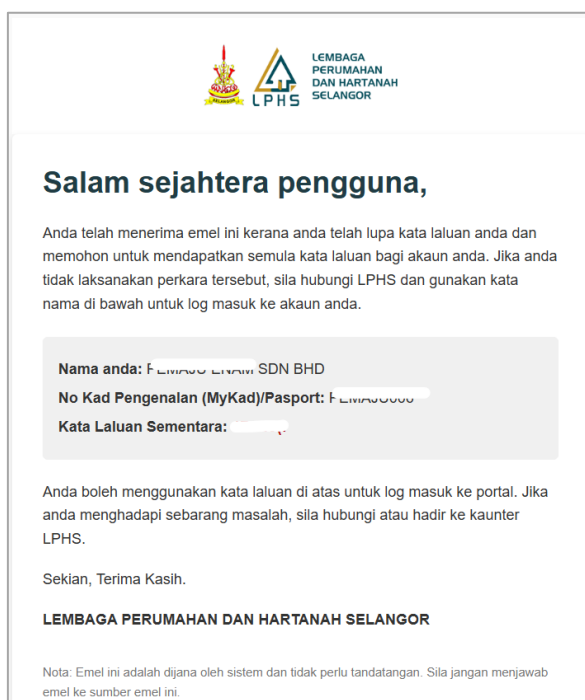 SELANGOR
LPHS
LEMBAGA
PERUMAHAN
DAN HARTANAH
SELANGOR
Salam sejahtera pengguna,
Anda telah menerima emel ini kerana anda telah lupa kata laluan anda dan
memohon untuk mendapatkan semula kata laluan bagi akaun anda. Jika anda
tidak laksanakan perkara tersebut, sila hubungi LPHS dan gunakan kata
nama di bawah untuk log masuk ke akaun anda.
Nama anda: SDN BHD
No Kad Pengenalan (MyKad)/Pasport:
Kata Laluan Sementara:
Anda boleh menggunakan kata laluan di atas untuk log masuk ke portal. Jika
anda menghadapi sebarang masalah, sila hubungi atau hadir ke kaunter
LPHS.
Sekian, Terima Kasih.
LEMBAGA PERUMAHAN DAN HARTANAH SELANGOR
Nota: Emel ini adalah dijana oleh sistem dan tidak perlu tandatangan. Sila jangan menjawab
emel ke sumber emel ini.